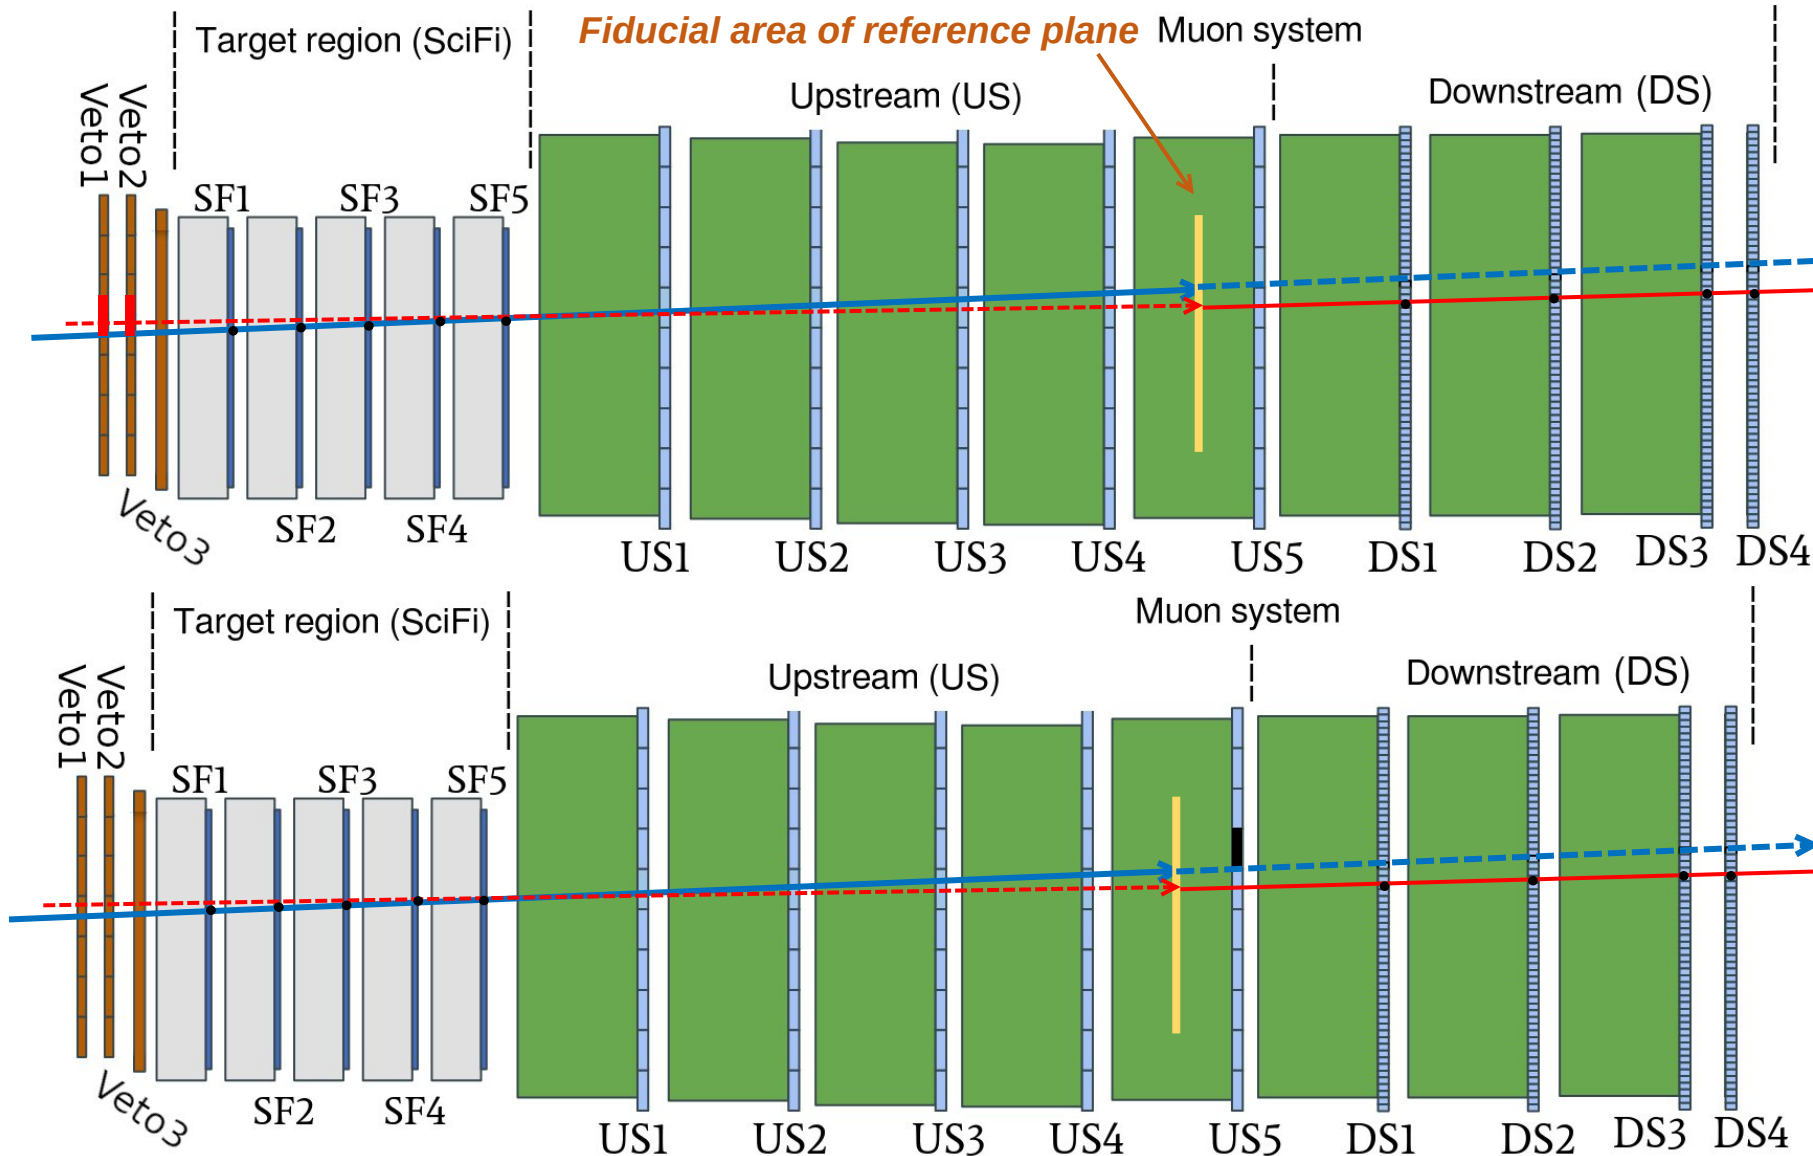 Fiducial area of reference plane
Muon system
Target region (SciFi)
Upstream (US)
Downstream (DS)
Veto1
Veto2
SF1
SF3
SF5
Veto3
SF2
SF4
US1
US2
US3
US4
US5
DS1
DS2
DS3
DS4
Muon system
Target region (SciFi)
Upstream (US)
Downstream (DS)
Veto1
Veto2
SF1
SF3
SF5
Veto3
SF2
SF4
US1
US2
US3
US4
US5
DS1
DS2
DS3
DS4